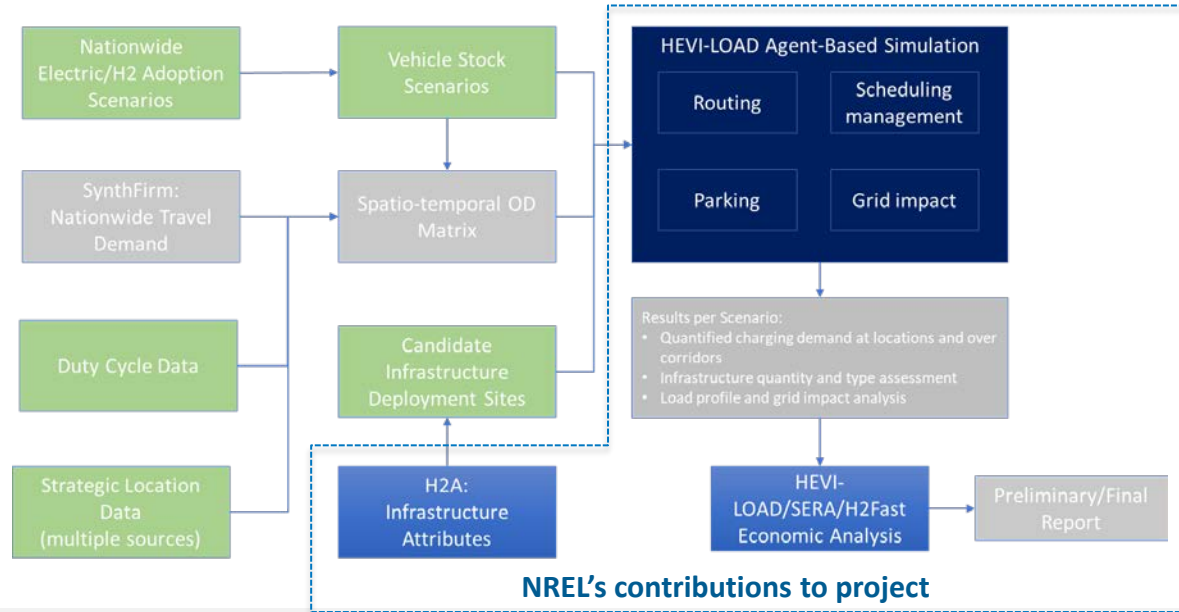 Nationwide
Electric/H2 Adoption
Scenarios
Vehicle Stock
Scenarios
HEVI-LOAD Agent-Based Simulation
Routing
Scheduling
management
Parking
Grid impact
SynthFirm:
Nationwide Travel
Demand
Spatio-temporal OD
Matrix
Duty Cycle Data
Candidate
Infrastructure
Deployment Sites
Results per Scenario:
• Quantified charging demand at locations and over
corridors
• Infrastructure quantity and type assessment
• Load profile and grid impact analysis
Strategic Location
Data
(multiple sources)
H2A:
Infrastructure
Attributes
HEVI-
LOAD/SERA/H2Fast
Economic Analysis
Preliminary/Final
Report
NREL's contributions to project